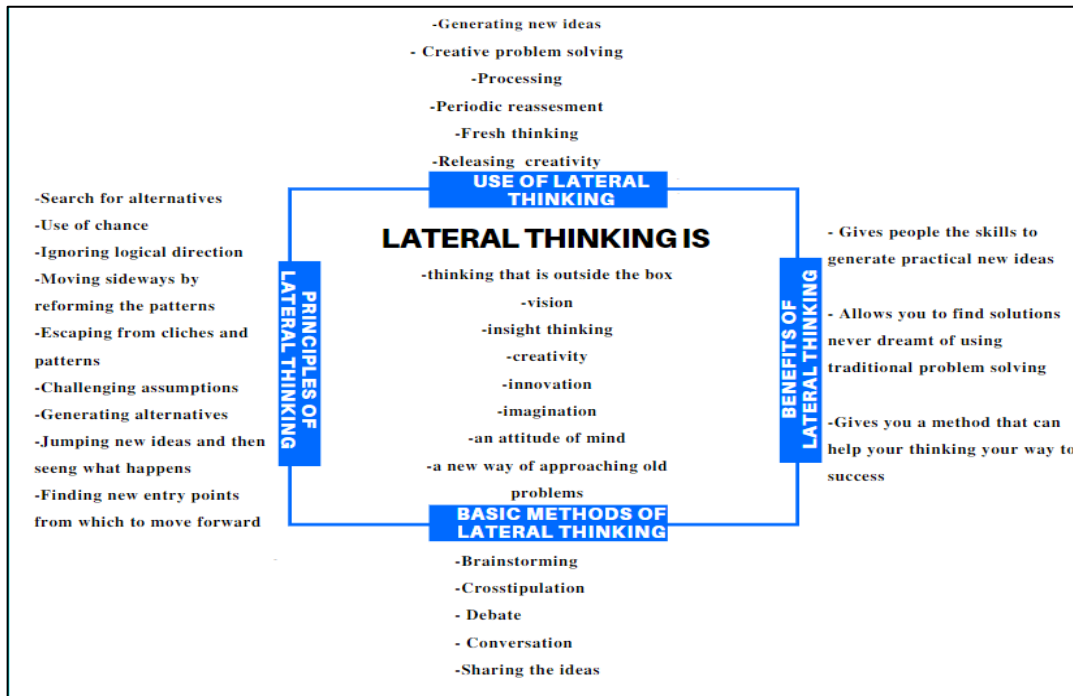 -Generating new ideas
- Creative problem solving
-Processing
-Periodic reassesment
-Fresh thinking
-Releasing creativity
USE OF LATERAL
THINKING
-Search for alternatives
-Use of chance
-Ignoring logical direction
-Moving sideways by
reforming the patterns
-Escaping from cliches and
patterns
-Challenging assumptions
-Generating alternatives
-Jumping new ideas and then
seeng what happens
-Finding new entry points
from which to move forward
PRINCIPLES OF
LATERAL THINKING
LATERAL THINKING IS
-thinking that is outside the box
-vision
-insight thinking
-creativity
-innovation
-imagination
-an attitude of mind
-a new way of approaching old
problems
BENEFITS OF
LATERAL THINKING
- Gives people the skills to
generate practical new ideas
- Allows you to find solutions
never dreamt of using
traditional problem solving
-Gives you a method that can
help your thinking your way to
success
BASIC METHODS OF
LATERAL THINKING
-Brainstorming
-Crosstipulation
- Debate
- Conversation
-Sharing the ideas